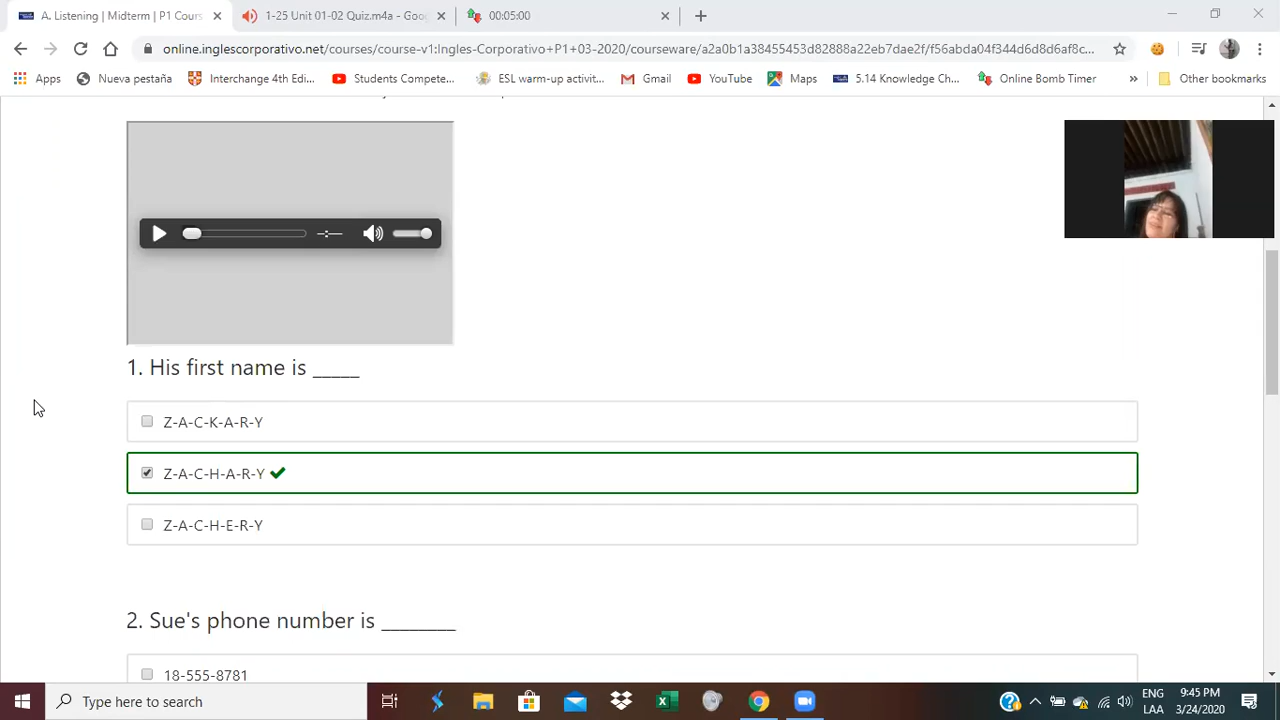 A. Listening | Midterm | P1 Cours
1-25 Unit 01-02 Quiz.m4a - Goo
00:05:00
online.inglescorporativo.net/courses/course-v1:Ingles-Corporativo+P1+03-2020/courseware/a2a0b1a38455453d82888a22eb7dae2f/f56abda04f344d6d8d6af8c...
Apps
Nueva pestaña
Interchange 4th Edi...
Students Compete...
ESL warm-up activit...
Gmail
YouTube
Maps
5.14 Knowledge Ch...
Online Bomb Timer
»
Other bookmarks
1. His first name is _____
Z-A-C-K-A-R-Y
Z-A-C-H-A-R-Y
Z-A-C-H-E-R-Y
2. Sue's phone number is ________
18-555-8781
Type here to search
ENG
LAA
9:45 PM
3/24/2020